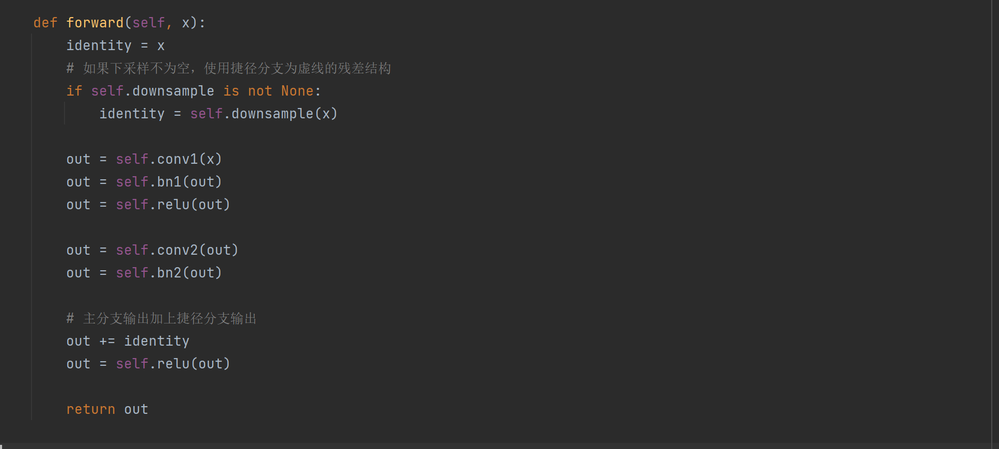 def forward(self, x):
    identity = x
    # 如果下采样不为空，使用捷径分支为虚线的残差结构
    if self.downsample is not None:
        identity = self.downsample(x)

    out = self.conv1(x)
    out = self.bn1(out)
    out = self.relu(out)

    out = self.conv2(out)
    out = self.bn2(out)

    # 主分支输出加上捷径分支输出
    out += identity
    out = self.relu(out)

    return out